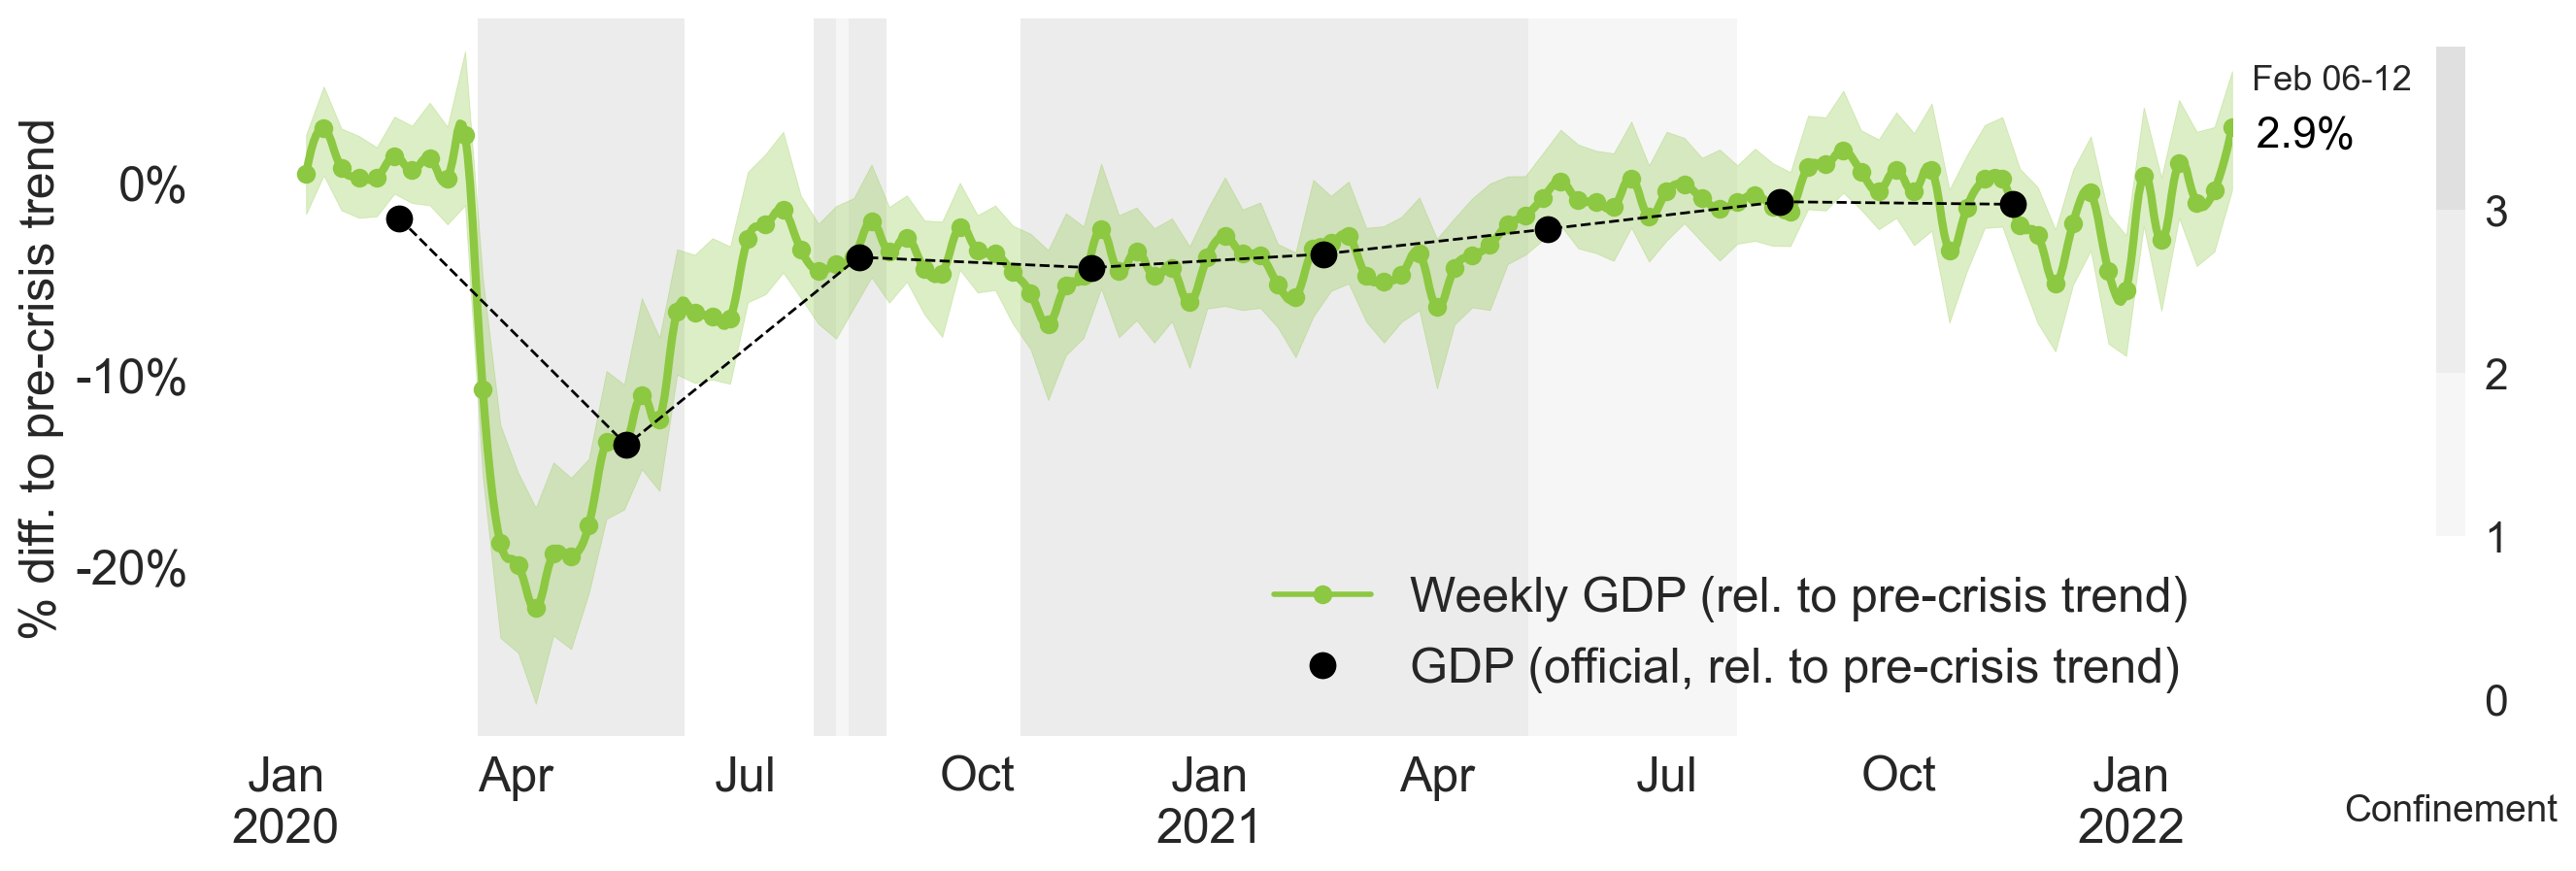 % diff. to pre-crisis trend
0%
-10%
-20%
Feb 06-12
2.9%
3
2
1
0
Weekly GDP (rel. to pre-crisis trend)
GDP (official, rel. to pre-crisis trend)
Jan Apr Jul Oct Jan Apr Jul Oct Jan
2020 2021 2022
Confinement